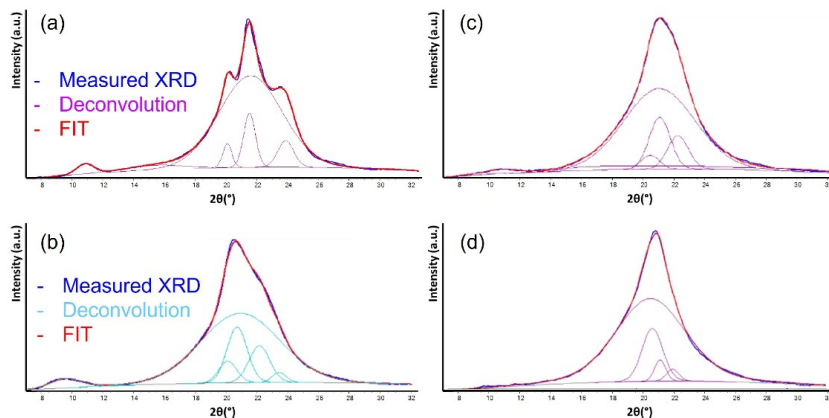 (a)
Intensity (a.u.)
- Measured XRD
- Deconvolution
- FIT
8 10 12 14 16 18 20 22 24 26 28 30 32
2θ(°)
(c)
Intensity (a.u.)
8 10 12 14 16 18 20 22 24 26 28 30 32
2θ(°)
(b)
Intensity (a.u.)
- Measured XRD
- Deconvolution
- FIT
8 10 12 14 16 18 20 22 24 26 28 30 32
2θ(°)
(d)
Intensity (a.u.)
8 10 12 14 16 18 20 22 24 26 28 30 32
2θ(°)